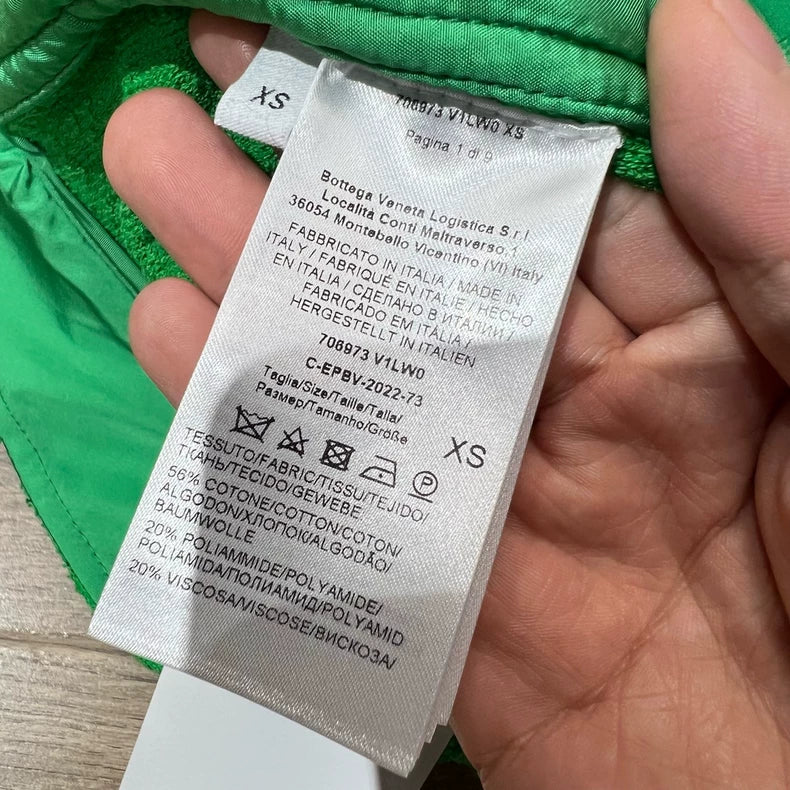 XS
706973 V1LW0 XS
Pagina 1 di 9
Bottega Veneta Logistica S.r.l.
Località Conti Maltraverso,1
36054 Montebello Vicentino (VI) Italy
FABBRICATO IN ITALIA / MADE IN
ITALY / FABRIQUÉ EN ITALIE / HECHO
EN ITALIA / СДЕЛАНО В ИТАЛИИ /
FABRICADO EM ITÁLIA /
HERGESTELLT IN ITALIEN
706973 V1LW0
C-EPBV-2022-73
Taglia/Size/Taille/Talla/
Размер/Tamanho/Größe
XS
P
TESSUTO/FABRIC/TISSU/TEJIDO/
ТКАНЬ/TECIDO/GEWEBE
56% COTONE/COTTON/COTON/
ALGODON/ХЛОПОК/ALGODÃO/
BAUMWOLLE
20% POLIAMMIDE/POLYAMIDE/
POLIAMIDA/ПОЛИАМИД/POLYAMID
20% VISCOSA/VISCOSE/ВИСКОЗА/